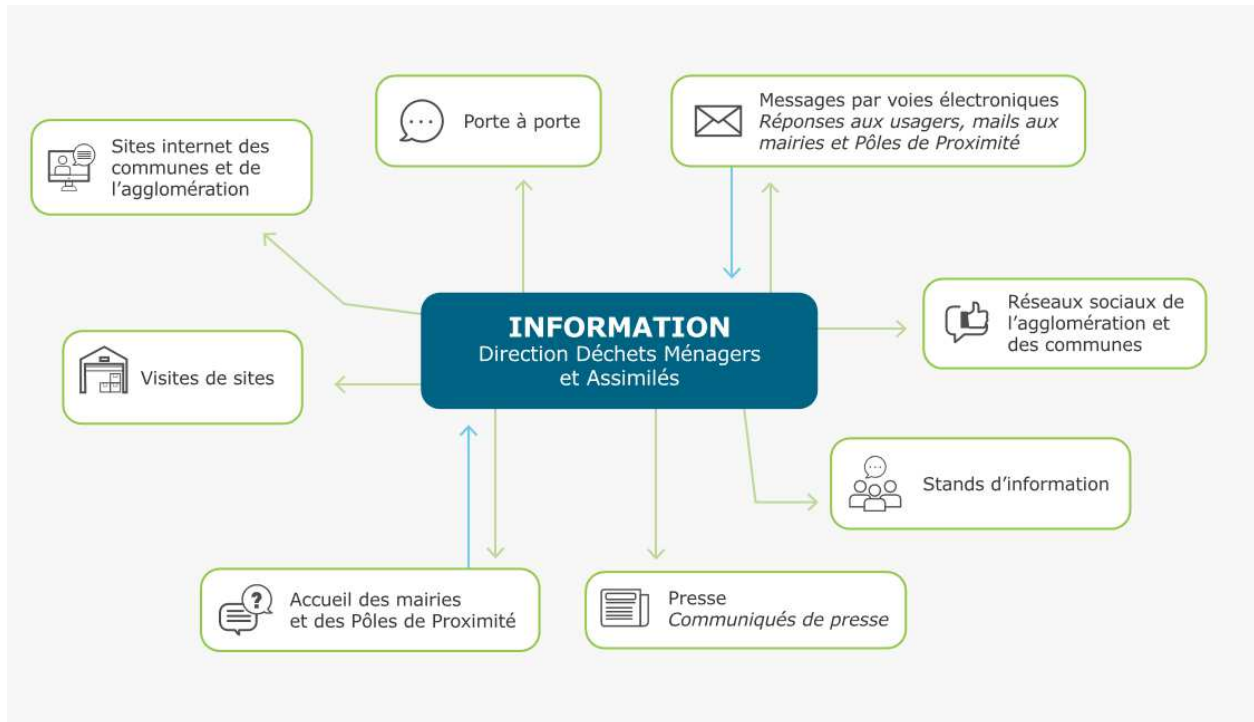 Porte à porte
Messages par voies électroniques
Réponses aux usagers, mails aux
mairies et Pôles de Proximité
Sites internet des
communes et de
l'agglomération
INFORMATION
Direction Déchets Ménagers
et Assimilés
Réseaux sociaux de
l'agglomération et
des communes
Visites de sites
Stands d'information
?
Accueil des mairies
et des Pôles de Proximité
Presse
Communiqués de presse